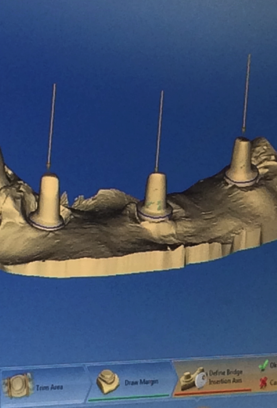 Trim Area
Draw Margin
Define Bridge
Insertion Axis